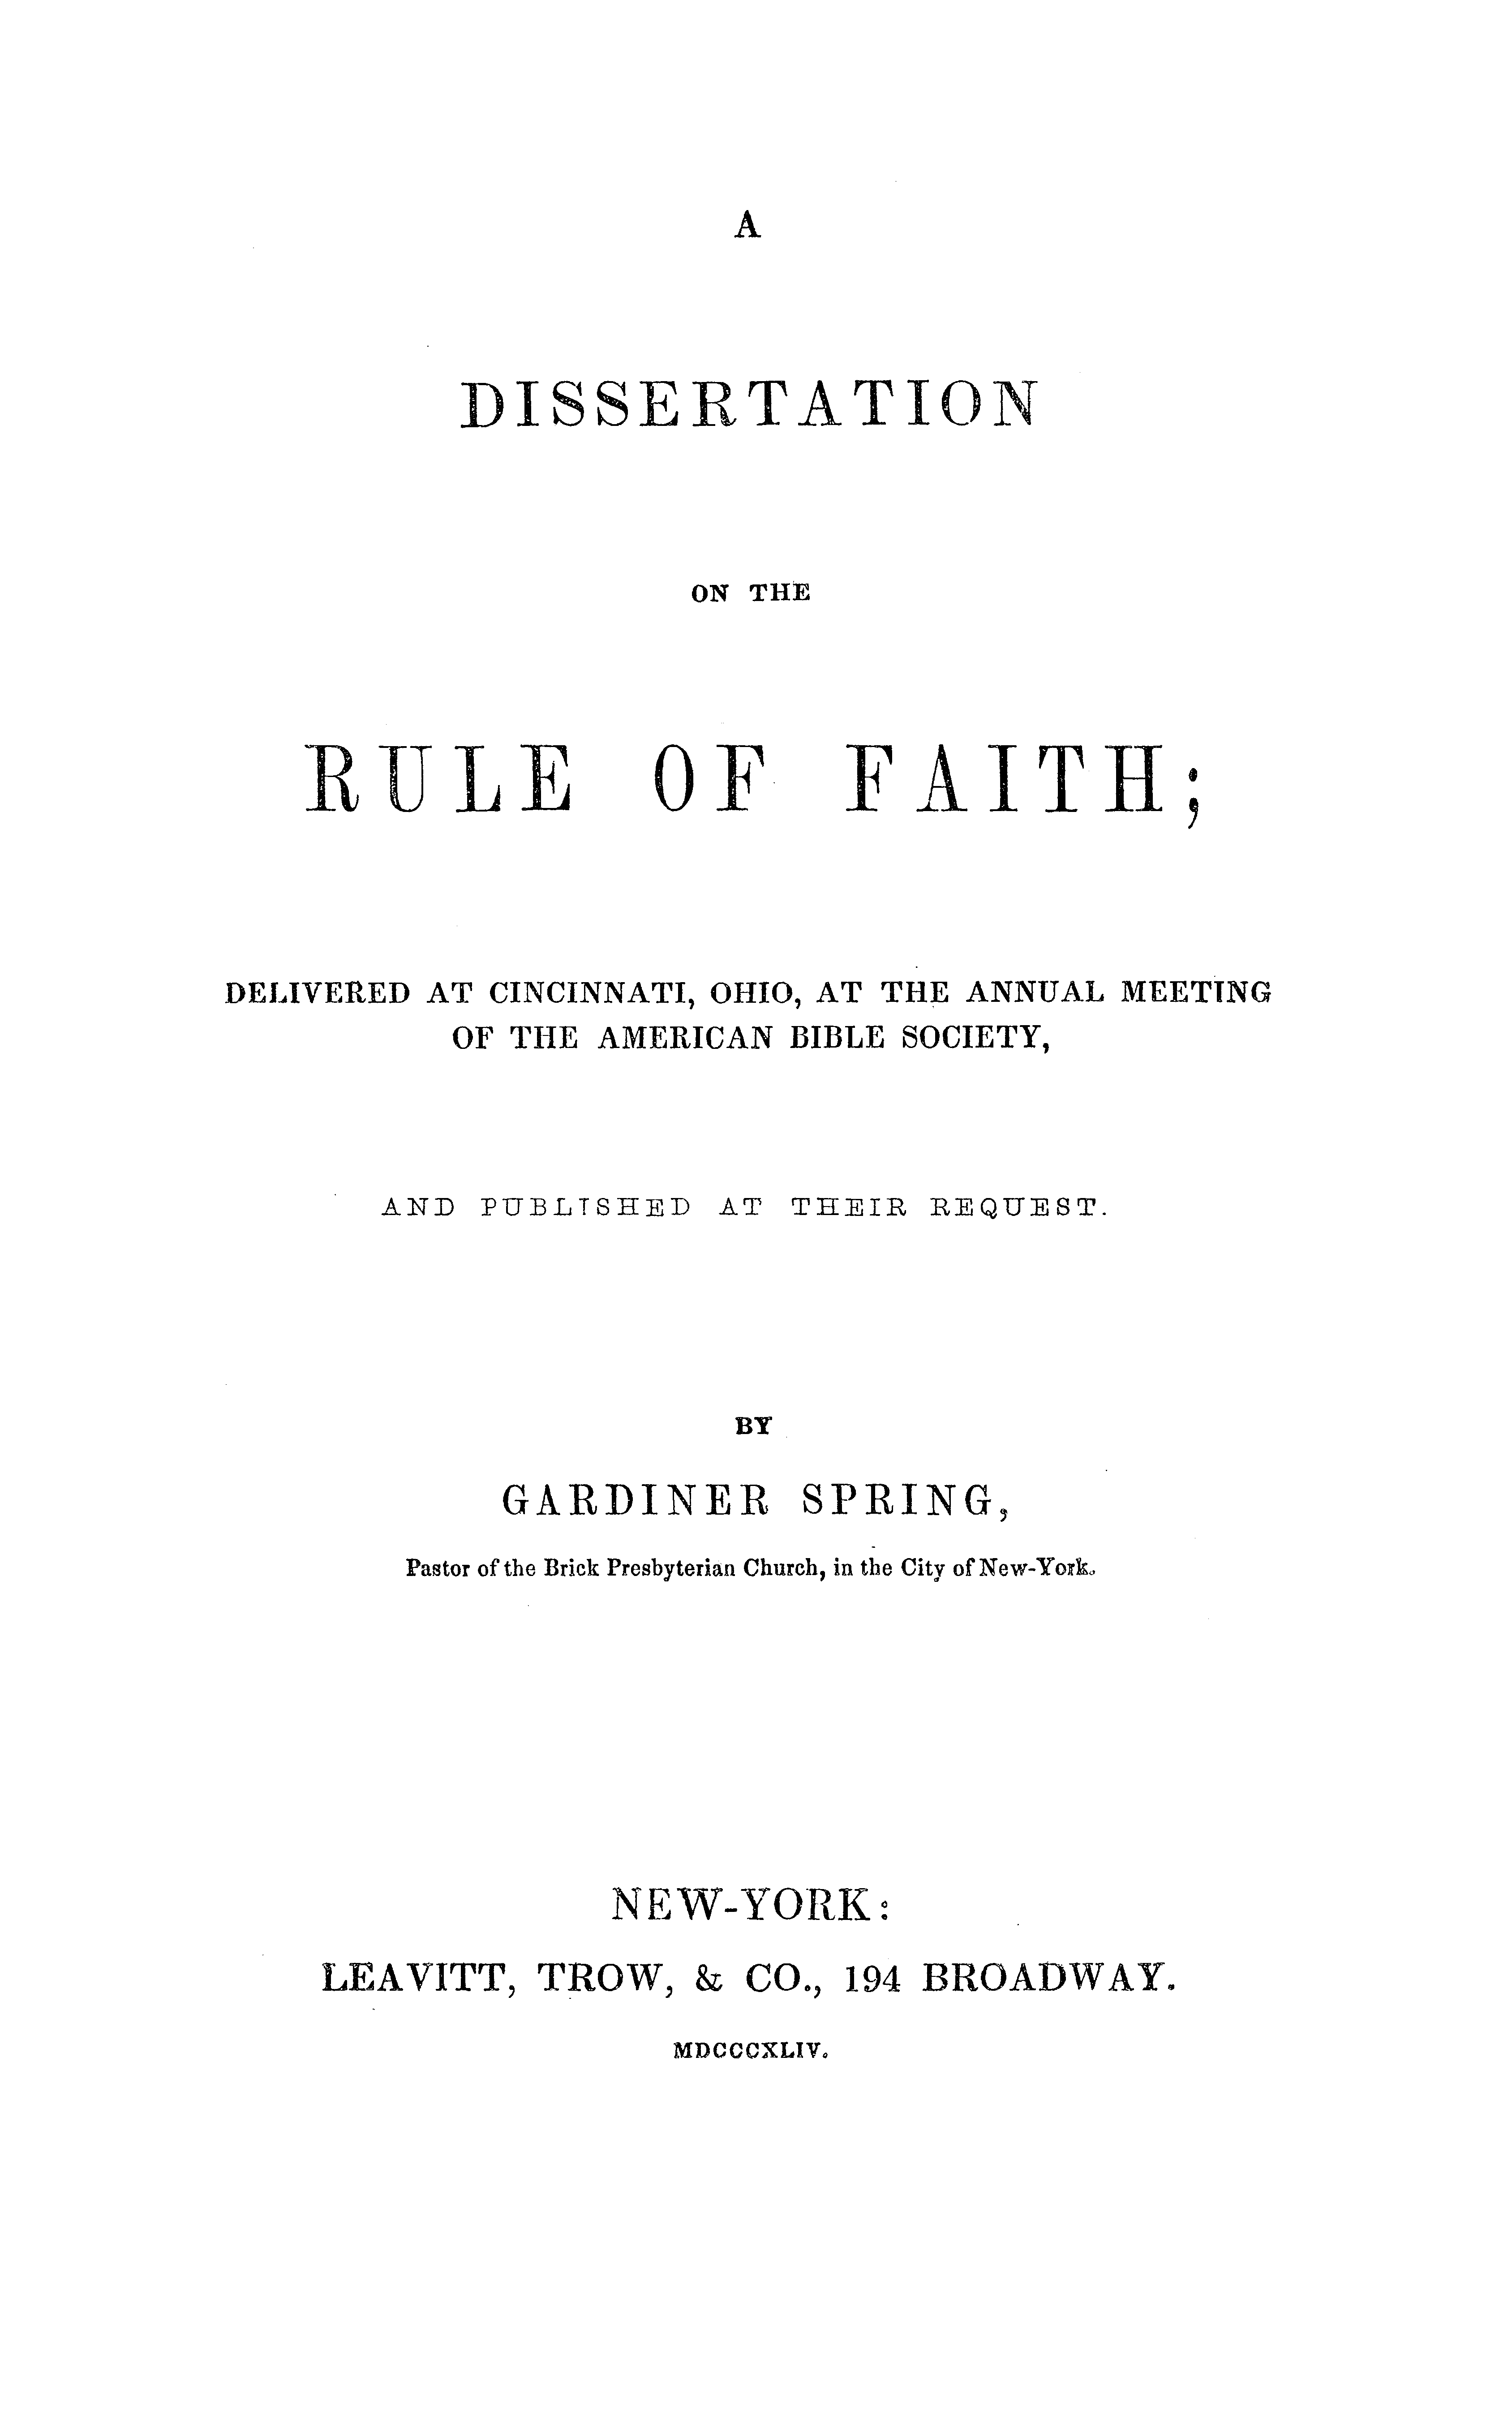 A
DISSERTATION
ON THE
RULE OF FAITH;
DELIVERED AT CINCINNATI, OHIO, AT THE ANNUAL MEETING
OF THE AMERICAN BIBLE SOCIETY,
AND PUBLISHED AT THEIR REQUEST.
BY
GARDINER SPRING,
Pastor of the Brick Presbyterian Church, in the City of New-York.
NEW-YORK:
LEAVITT, TROW, & CO., 194 BROADWAY.
MDCCCXLIV.